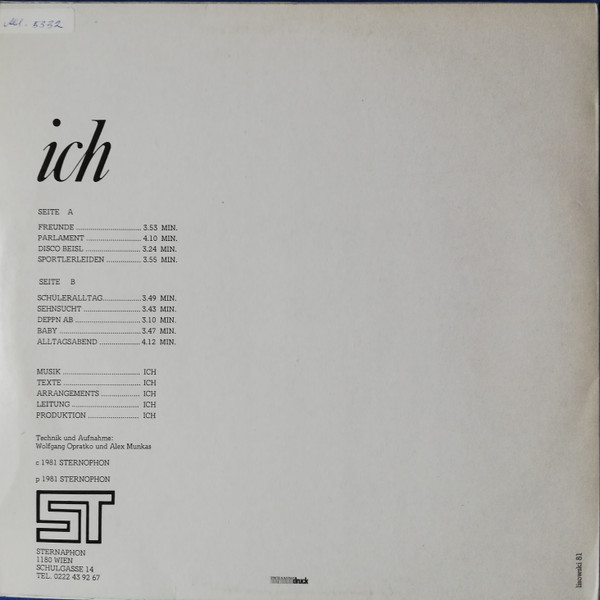 ich
SEITE A
FREUNDE .............................. 3.53 MIN.
PARLAMENT ......................... 4.10 MIN.
DISCO BEISL ......................... 3.24 MIN.
SPORTLERLEIDEN ............... 3.55 MIN.
SEITE B
SCHÜLERALLTAG................. 3.49 MIN.
SEHNSUCHT .......................... 3.43 MIN.
DEPPN AB ............................. 3.10 MIN.
BABY ..................................... 3.47 MIN.
ALLTAGSABEND ................... 4.12 MIN.
MUSIK ................................... ICH
TEXTE ................................... ICH
ARRANGEMENTS ................. ICH
LEITUNG ............................... ICH
PRODUKTION ....................... ICH
Technik und Aufnahme:
Wolfgang Opratko und Alex Munkas
c 1981 STERNOPHON
p 1981 STERNOPHON
ST
STERNAPHON
1180 WIEN
SCHULGASSE 14
TEL. 0222 43 92 67
druck
lisowski 81